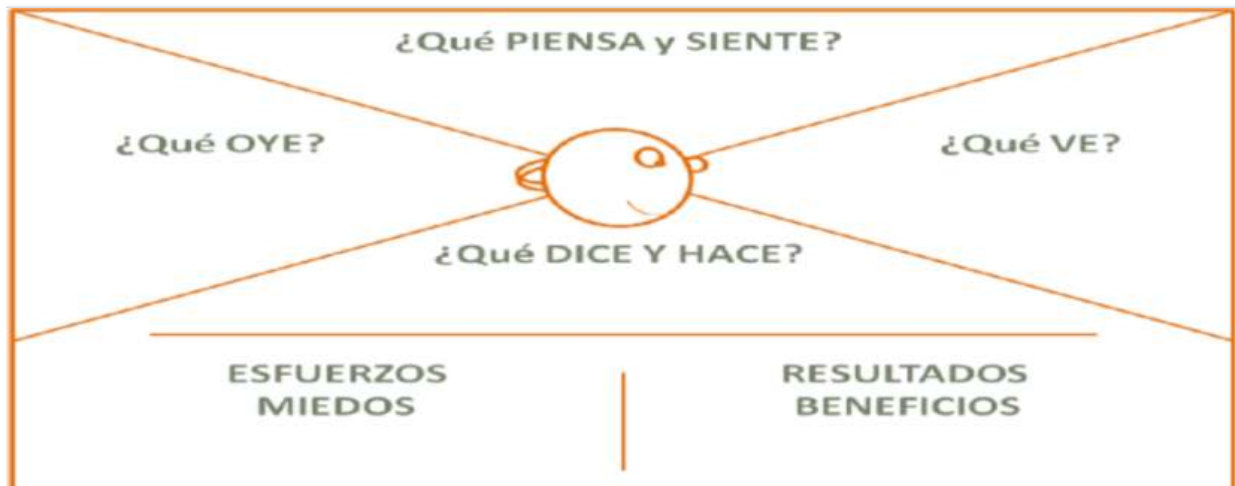 ¿Qué PIENSA y SIENTE?
¿Qué OYE?
¿Qué VE?
¿Qué DICE Y HACE?
ESFUERZOS
MIEDOS
RESULTADOS
BENEFICIOS